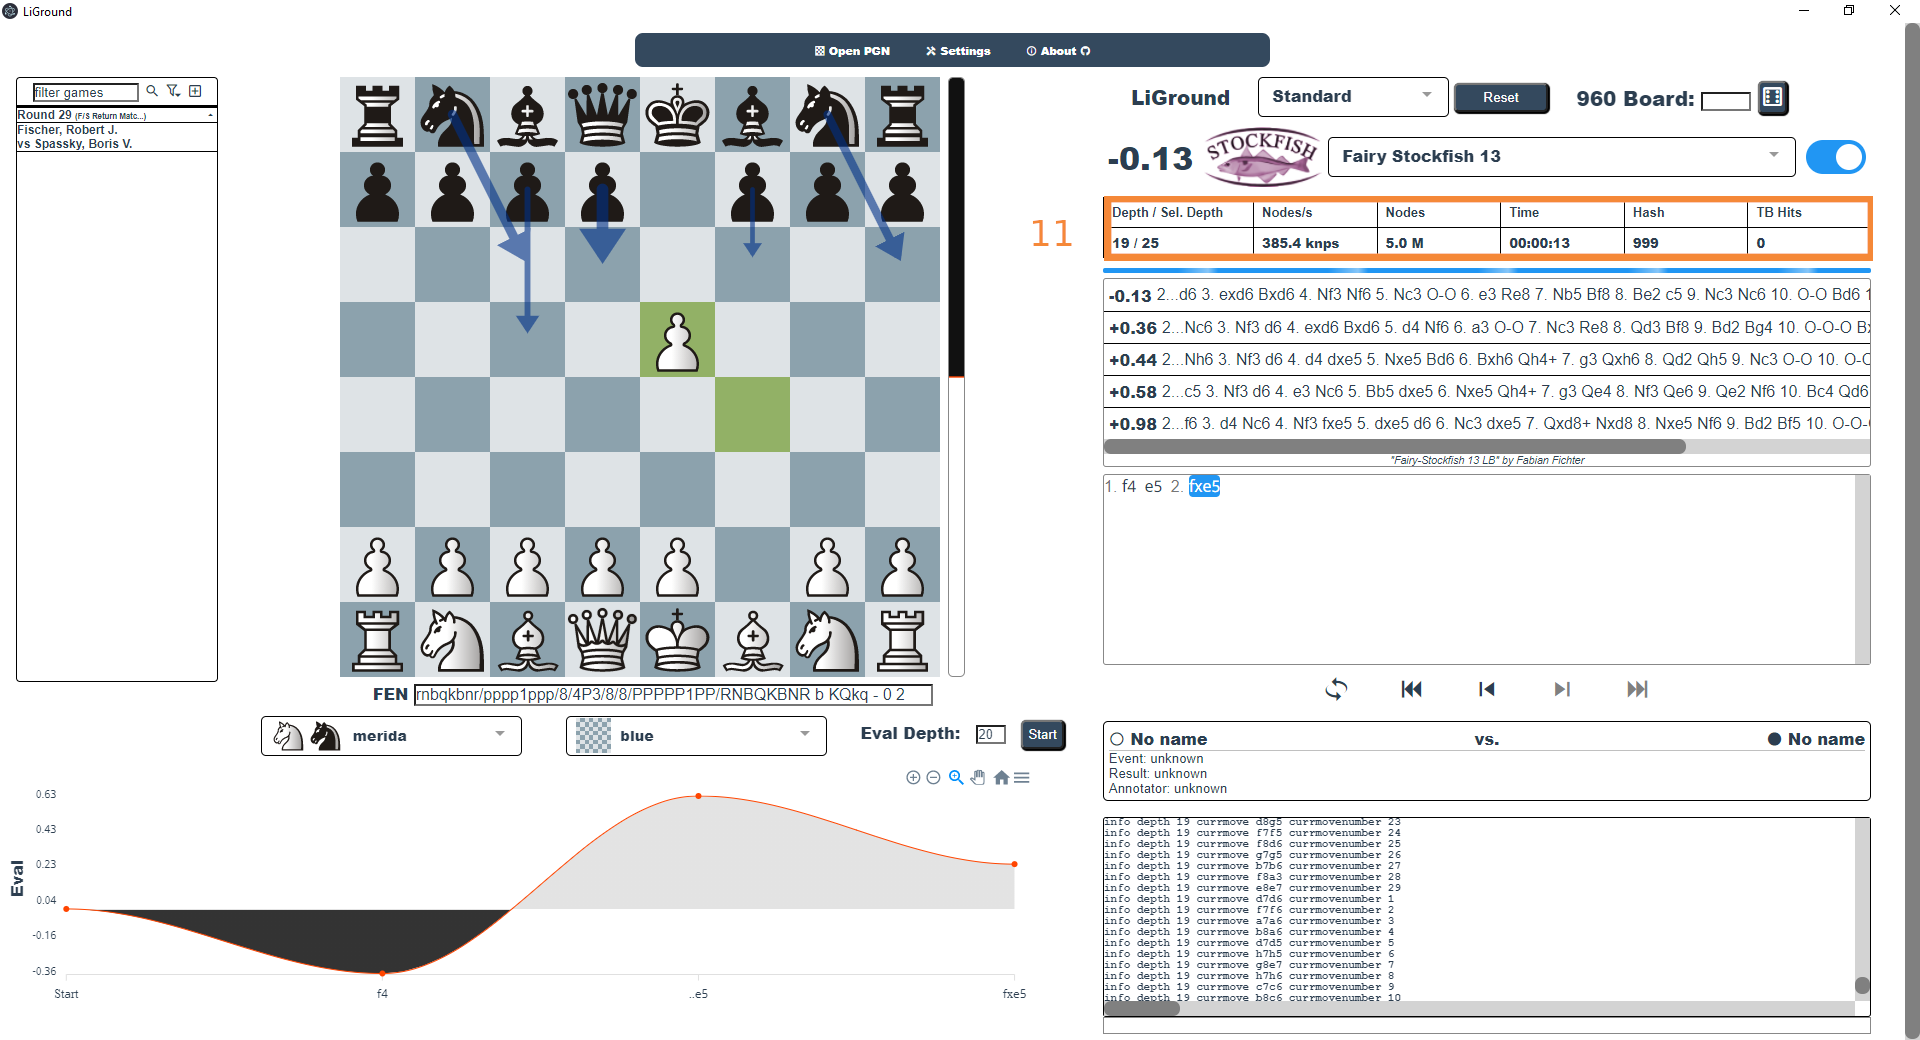 LiGround
Open PGN Settings About
filter games
Round 29 (F/S Return Matc...)
Fischer, Robert J.
vs Spassky, Boris V.
FEN rnbqkbnr/pppp1ppp/8/4P3/8/8/PPPPP1PP/RNBQKBNR b KQkq - 0 2
merida
blue
Eval Depth: 20 Start
0.63
0.43
0.23
0.04
-0.16
-0.36
Eval
Start f4 ..e5 fxe5
LiGround Standard Reset 960 Board:
-0.13 STOCKFISH Fairy Stockfish 13
11
Depth / Sel. Depth Nodes/s Nodes Time Hash TB Hits
19 / 25 385.4 knps 5.0 M 00:00:13 999 0
-0.13 2...d6 3. exd6 Bxd6 4. Nf3 Nf6 5. Nc3 O-O 6. e3 Re8 7. Nb5 Bf8 8. Be2 c5 9. Nc3 Nc6 10. O-O Bd6 1
+0.36 2...Nc6 3. Nf3 d6 4. exd6 Bxd6 5. d4 Nf6 6. a3 O-O 7. Nc3 Re8 8. Qd3 Bf8 9. Bd2 Bg4 10. O-O-O Bx
+0.44 2...Nh6 3. Nf3 d6 4. d4 dxe5 5. Nxe5 Bd6 6. Bxh6 Qh4+ 7. g3 Qxh6 8. Qd2 Qh5 9. Nc3 O-O 10. O-O
+0.58 2...c5 3. Nf3 d6 4. e3 Nc6 5. Bb5 dxe5 6. Nxe5 Qh4+ 7. g3 Qe4 8. Nf3 Qe6 9. Qe2 Nf6 10. Bc4 Qd6
+0.98 2...f6 3. d4 Nc6 4. Nf3 fxe5 5. dxe5 d6 6. Nc3 dxe5 7. Qxd8+ Nxd8 8. Nxe5 Nf6 9. Bd2 Bf5 10. O-O-
"Fairy-Stockfish 13 LB" by Fabian Fichter
1. f4 e5 2. fxe5
No name vs. No name
Event: unknown
Result: unknown
Annotator: unknown
info depth 19 currmove d8g5 currmovenumber 23
info depth 19 currmove f7f5 currmovenumber 24
info depth 19 currmove f8d6 currmovenumber 25
info depth 19 currmove g7g5 currmovenumber 26
info depth 19 currmove b7b6 currmovenumber 27
info depth 19 currmove f8a3 currmovenumber 28
info depth 19 currmove e8e7 currmovenumber 29
info depth 19 currmove d7d6 currmovenumber 1
info depth 19 currmove f7f6 currmovenumber 2
info depth 19 currmove a7a6 currmovenumber 3
info depth 19 currmove b8a6 currmovenumber 4
info depth 19 currmove d7d5 currmovenumber 5
info depth 19 currmove h7h5 currmovenumber 6
info depth 19 currmove g8e7 currmovenumber 7
info depth 19 currmove h7h6 currmovenumber 8
info depth 19 currmove c7c6 currmovenumber 9
info depth 19 currmove b8c6 currmovenumber 10